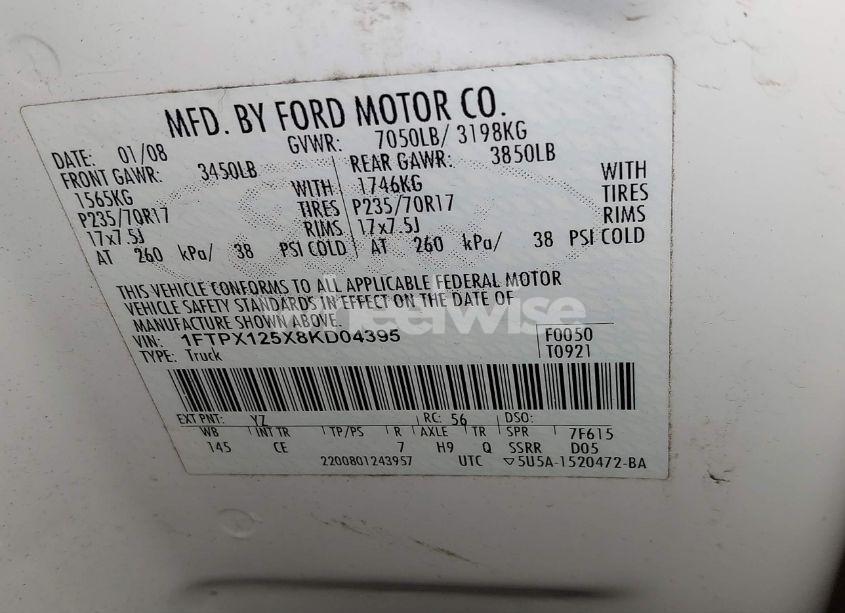 MFD. BY FORD MOTOR CO.
DATE: 01/08 GVWR: 7050LB/ 3198KG
FRONT GAWR: 3450LB REAR GAWR: 3850LB
1565KG WITH 1746KG WITH
P235/70R17 TIRES P235/70R17 TIRES
17x7.5J RIMS 17x7.5J RIMS
AT 260 kPa/ 38 PSI COLD AT 260 kPa/ 38 PSI COLD
THIS VEHICLE CONFORMS TO ALL APPLICABLE FEDERAL MOTOR
VEHICLE SAFETY STANDARDS IN EFFECT ON THE DATE OF
MANUFACTURE SHOWN ABOVE.
wheelwise
VIN: 1FTPX125X8KD04395 F0050
TYPE: Truck T0921
EXT PNT: YZ RC: 56 DSO:
WB INT TR TP/PS R AXLE TR SPR 7F615
145 CE 7 H9 Q SSRR D05
2200801243957 UTC ▽5U5A-1520472-BA